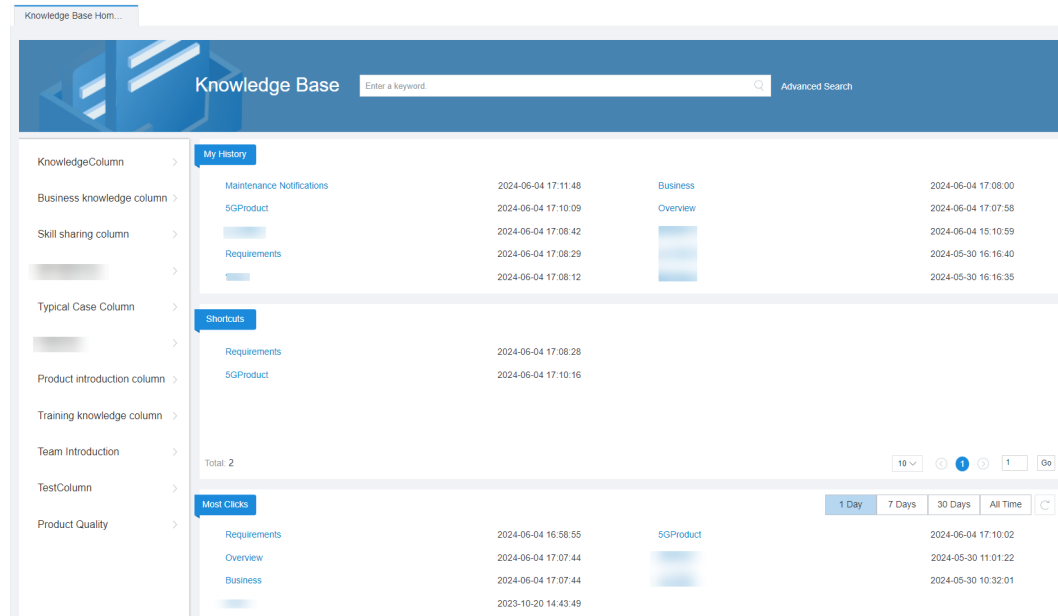 Knowledge Base Hom...
Knowledge Base
Enter a keyword.
Advanced Search
KnowledgeColumn
Business knowledge column
Skill sharing column
Typical Case Column
Product introduction column
Training knowledge column
Team Introduction
TestColumn
Product Quality
My History
Maintenance Notifications 2024-06-04 17:11:48 Business 2024-06-04 17:08:00
5GProduct 2024-06-04 17:10:09 Overview 2024-06-04 17:07:58
2024-06-04 17:08:42 2024-06-04 15:10:59
Requirements 2024-06-04 17:08:29 2024-05-30 16:16:40
2024-06-04 17:08:12 2024-05-30 16:16:35
Shortcuts
Requirements 2024-06-04 17:08:28
5GProduct 2024-06-04 17:10:16
Total: 2 10 1 1 Go
Most Clicks 1 Day 7 Days 30 Days All Time
Requirements 2024-06-04 16:58:55 5GProduct 2024-06-04 17:10:02
Overview 2024-06-04 17:07:44 2024-05-30 11:01:22
Business 2024-06-04 17:07:44 2024-05-30 10:32:01
2023-10-20 14:43:49